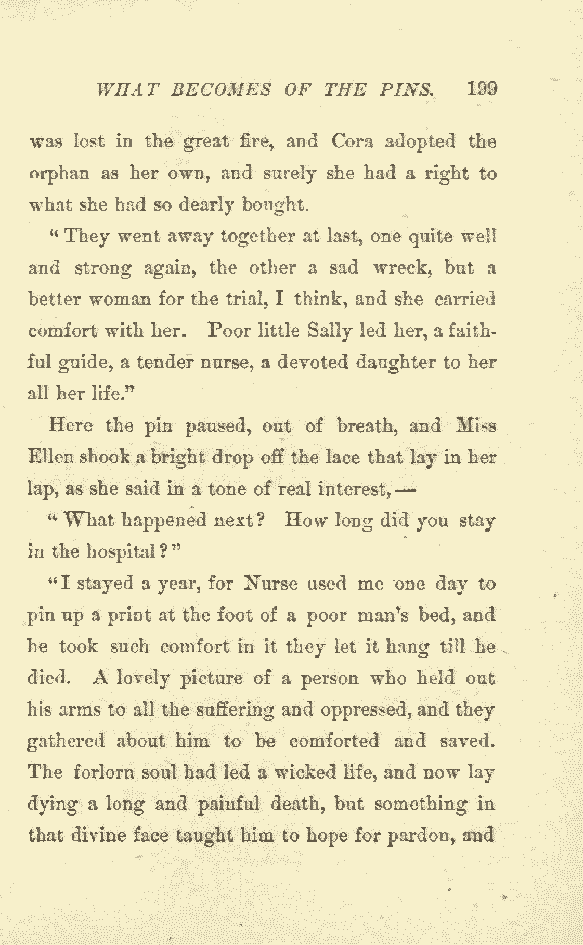 WHAT BECOMES OF THE PINS. 199
was lost in the great fire, and Cora adopted the
orphan as her own, and surely she had a right to
what she had so dearly bought.
“They went away together at last, one quite well
and strong again, the other a sad wreck, but a
better woman for the trial, I think, and she carried
comfort with her. Poor little Sally led her, a faith-
ful guide, a tender nurse, a devoted daughter to her
all her life.”
Here the pin paused, out of breath, and Miss
Ellen shook a bright drop off the lace that lay in her
lap, as she said in a tone of real interest,—
“What happened next? How long did you stay
in the hospital?”
“I stayed a year, for Nurse used me one day to
pin up a print at the foot of a poor man’s bed, and
he took such comfort in it they let it hang till he
died. A lovely picture of a person who held out
his arms to all the suffering and oppressed, and they
gathered about him to be comforted and saved.
The forlorn soul had led a wicked life, and now lay
dying a long and painful death, but something in
that divine face taught him to hope for pardon, and